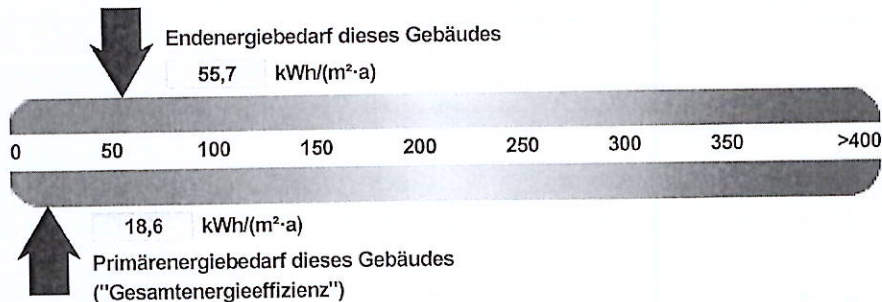 Endenergiebedarf dieses Gebäudes
55,7 kWh/(m²·a)
0 50 100 150 200 250 300 350 >400
18,6 kWh/(m²·a)
Primärenergiebedarf dieses Gebäudes
("Gesamtenergieeffizienz")